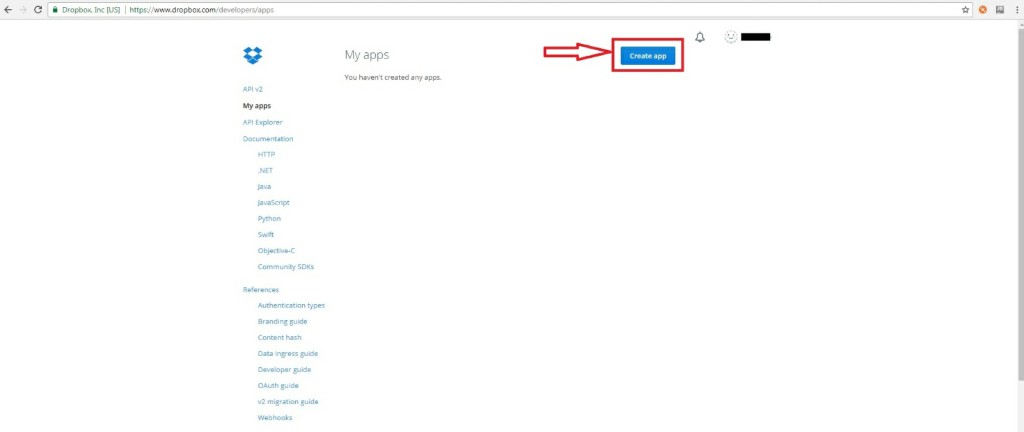 Dropbox, Inc [US] | https://www.dropbox.com/developers/apps
My apps
Create app
You haven't created any apps.
API v2
My apps
API Explorer
Documentation
HTTP
.NET
Java
JavaScript
Python
Swift
Objective-C
Community SDKs
References
Authentication types
Branding guide
Content hash
Data ingress guide
Developer guide
OAuth guide
v2 migration guide
Webhooks